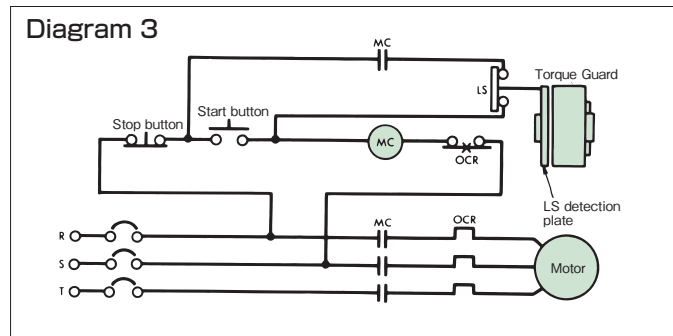 Diagram 3
MC
Torque Guard
LS
Stop button
Start button
MC
OCR
LS detection
plate
MC
OCR
R
S
Motor
T